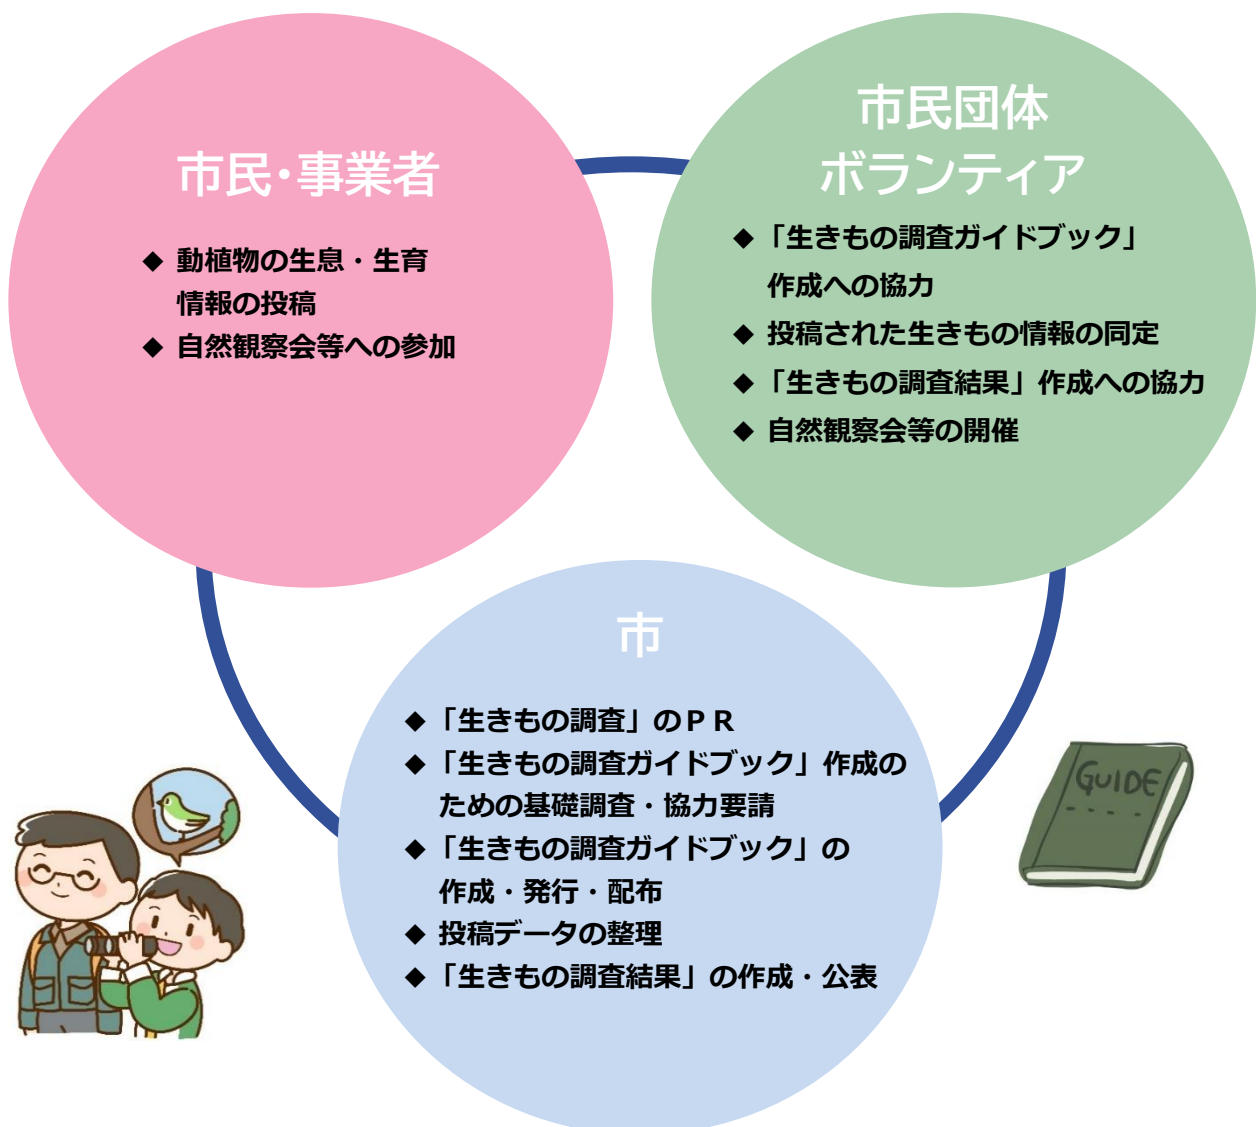 市民・事業者
◆ 動植物の生息・生育
情報の投稿
◆ 自然観察会等への参加
市民団体
ボランティア
◆ 「生きもの調査ガイドブック」
作成への協力
◆ 投稿された生きもの情報の同定
◆ 「生きもの調査結果」作成への協力
◆ 自然観察会等の開催
市
◆ 「生きもの調査」のＰＲ
◆ 「生きもの調査ガイドブック」作成の
ための基礎調査・協力要請
◆ 「生きもの調査ガイドブック」の
作成・発行・配布
◆ 投稿データの整理
◆ 「生きもの調査結果」の作成・公表
GUIDE